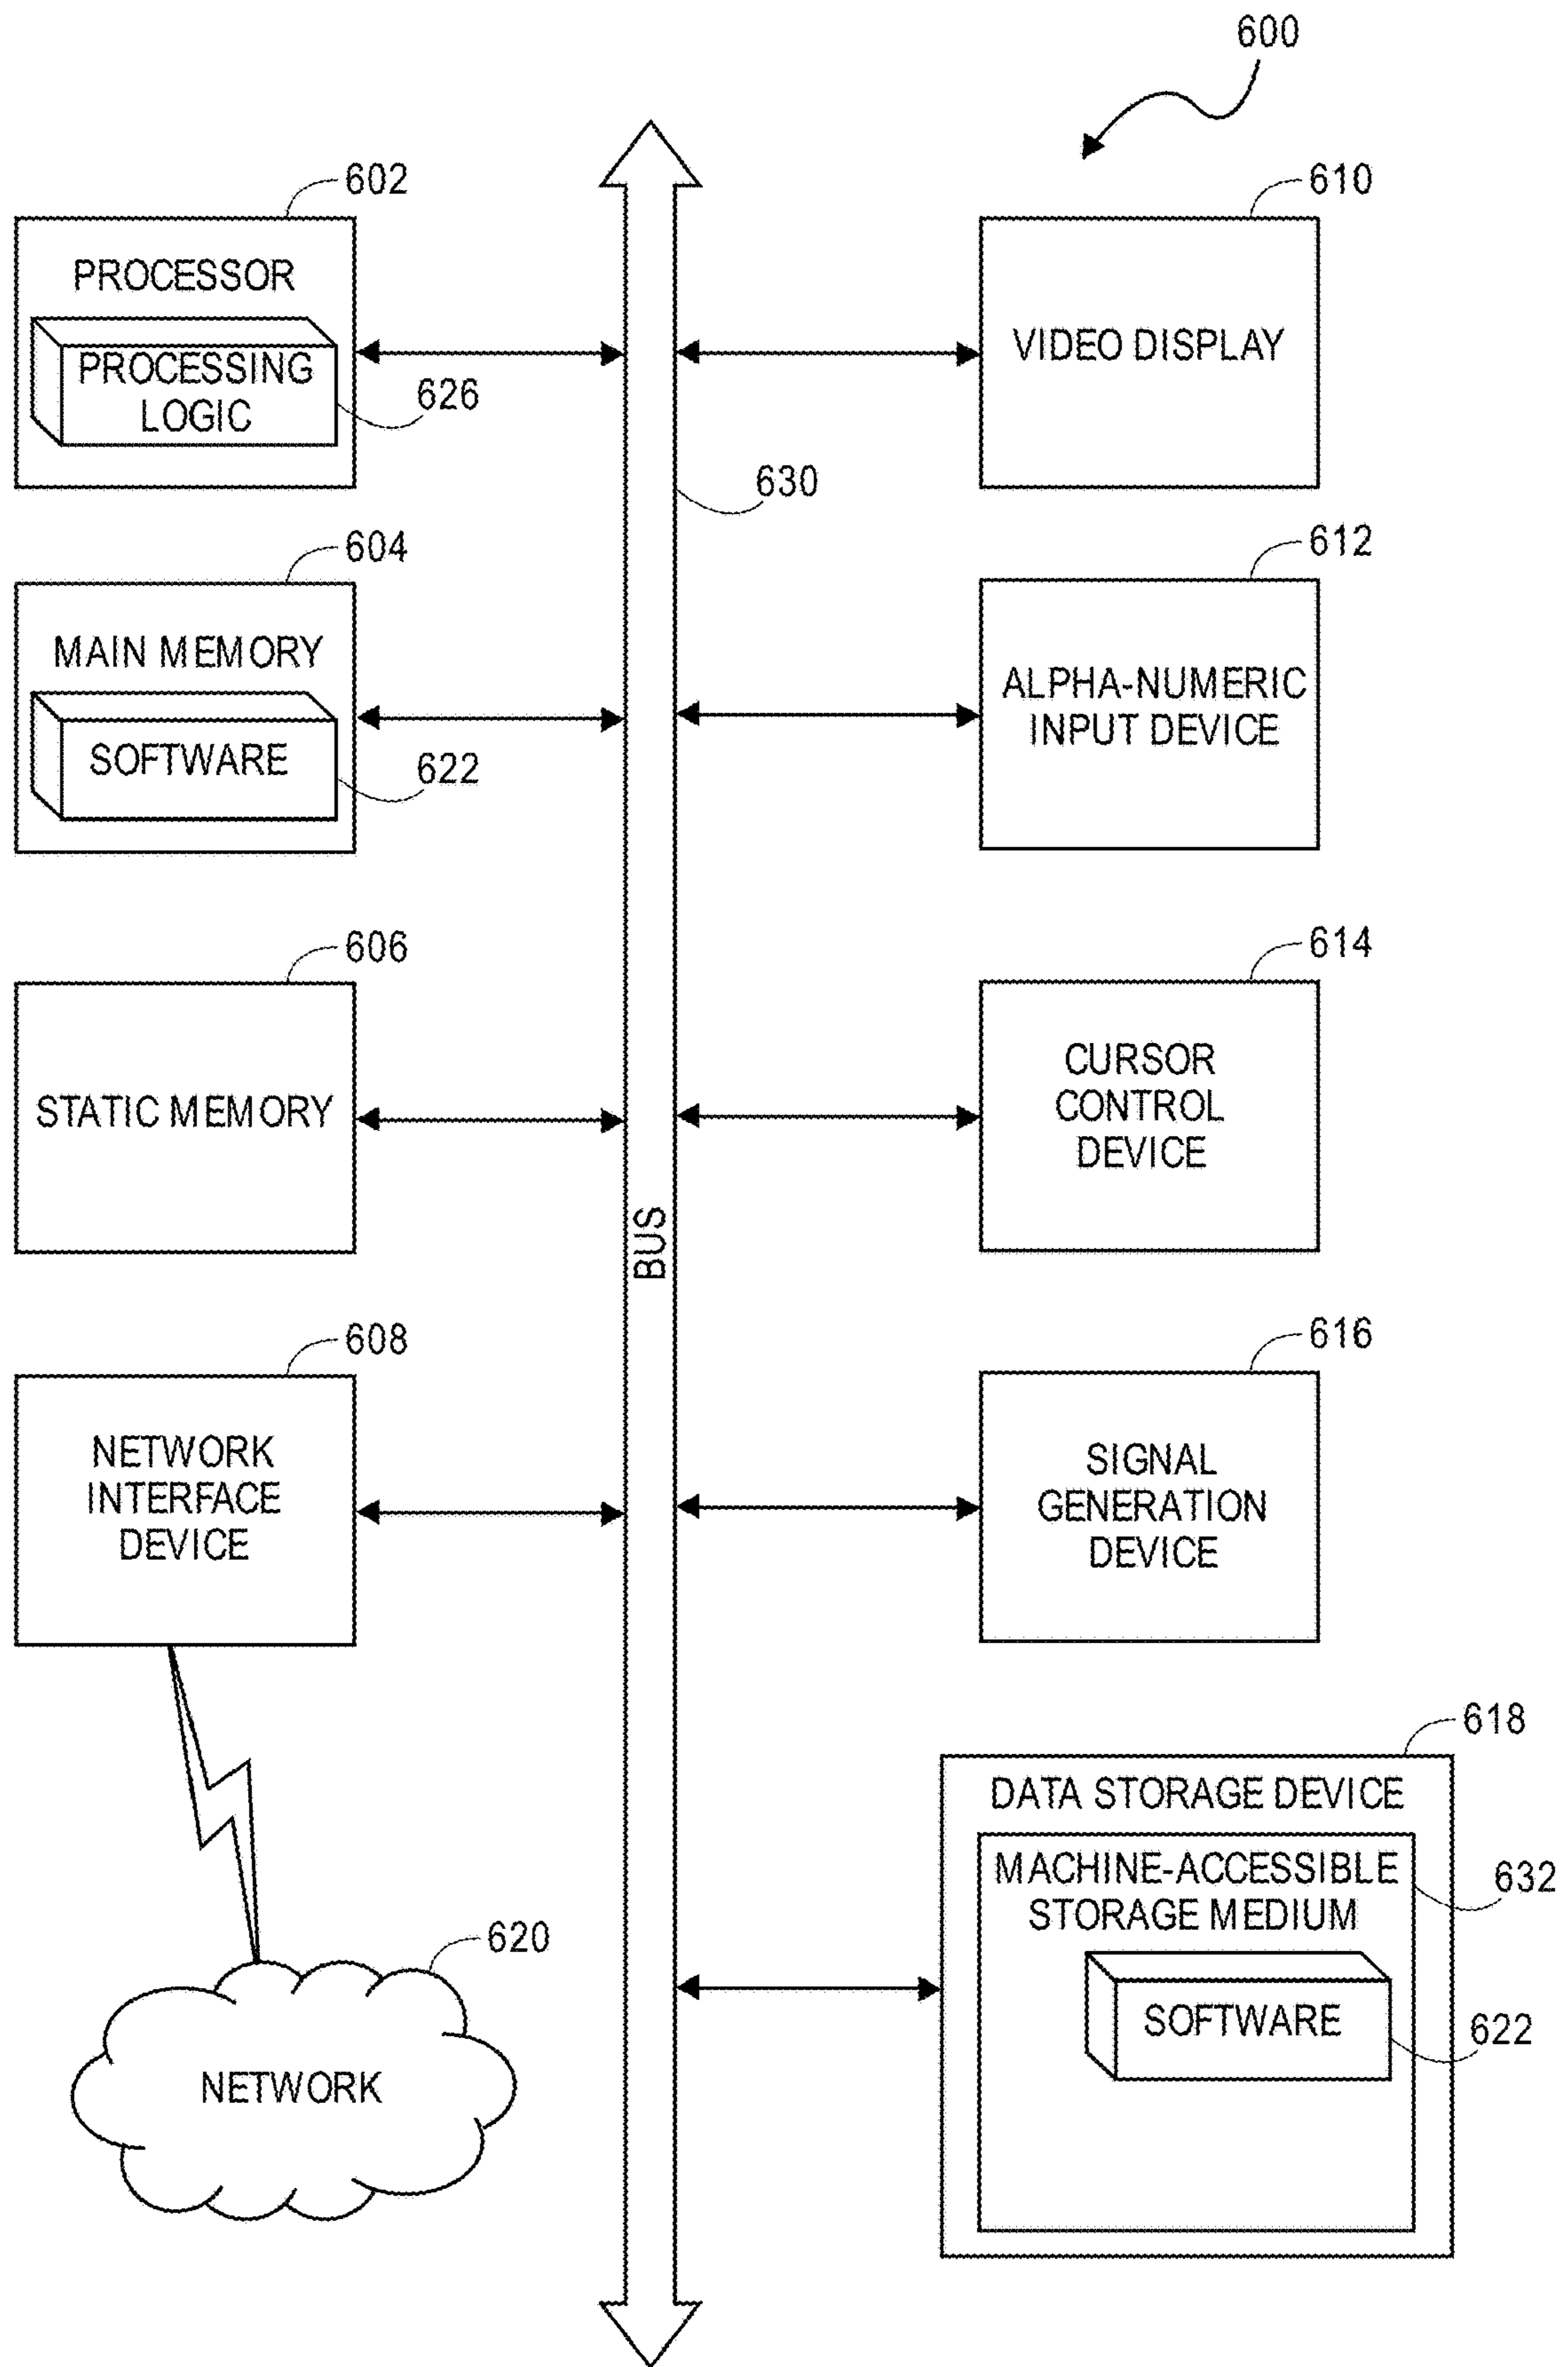 600
602
PROCESSOR
PROCESSING
LOGIC
626
604
MAIN MEMORY
SOFTWARE
622
606
STATIC MEMORY
608
NETWORK
INTERFACE
DEVICE
620
NETWORK
630
BUS
610
VIDEO DISPLAY
612
ALPHA-NUMERIC
INPUT DEVICE
614
CURSOR
CONTROL
DEVICE
616
SIGNAL
GENERATION
DEVICE
618
DATA STORAGE DEVICE
MACHINE-ACCESSIBLE
STORAGE MEDIUM
632
SOFTWARE
622